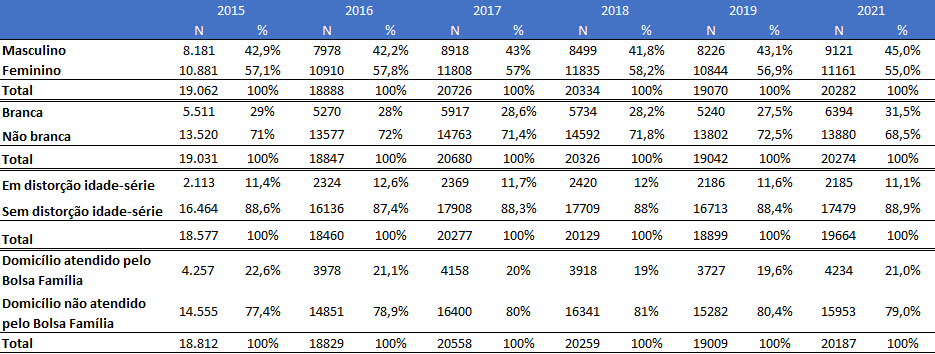 2015 2016 2017 2018 2019 2021
N % N % N % N % N % N %
Masculino 8.181 42,9% 7978 42,2% 8918 43% 8499 41,8% 8226 43,1% 9121 45,0%
Feminino 10.881 57,1% 10910 57,8% 11808 57% 11835 58,2% 10844 56,9% 11161 55,0%
Total 19.062 100% 18888 100% 20726 100% 20334 100% 19070 100% 20282 100%
Branca 5.511 29% 5270 28% 5917 28,6% 5734 28,2% 5240 27,5% 6394 31,5%
Não branca 13.520 71% 13577 72% 14763 71,4% 14592 71,8% 13802 72,5% 13880 68,5%
Total 19.031 100% 18847 100% 20680 100% 20326 100% 19042 100% 20274 100%
Em distorção idade-série 2.113 11,4% 2324 12,6% 2369 11,7% 2420 12% 2186 11,6% 2185 11,1%
Sem distorção idade-série 16.464 88,6% 16136 87,4% 17908 88,3% 17709 88% 16713 88,4% 17479 88,9%
Total 18.577 100% 18460 100% 20277 100% 20129 100% 18899 100% 19664 100%
Domicílio atendido pelo
Bolsa Família 4.257 22,6% 3978 21,1% 4158 20% 3918 19% 3727 19,6% 4234 21,0%
Domicílio não atendido
pelo Bolsa Família 14.555 77,4% 14851 78,9% 16400 80% 16341 81% 15282 80,4% 15953 79,0%
Total 18.812 100% 18829 100% 20558 100% 20259 100% 19009 100% 20187 100%